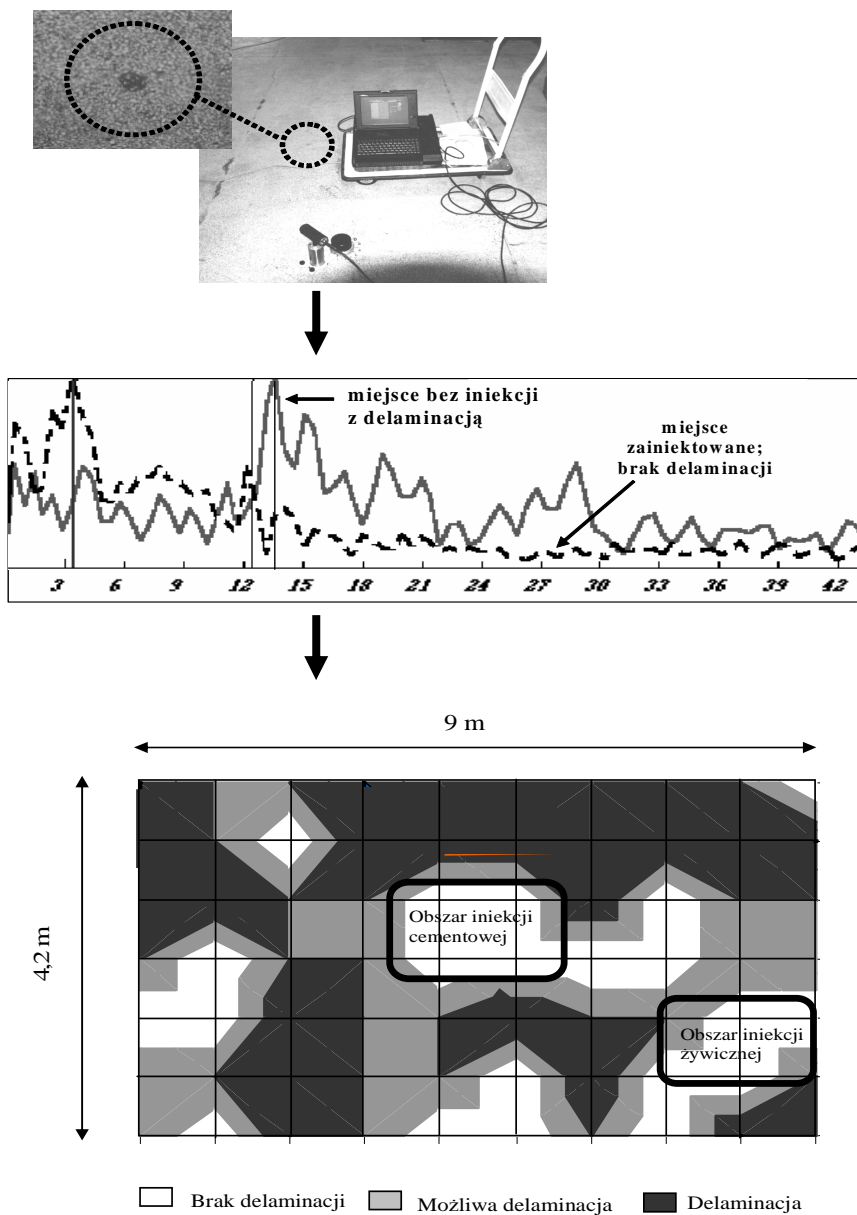 miejsce bez iniekcji
z delaminacją
miejsce
zainiektowane;
brak delaminacji
3 6 9 12 15 18 21 24 27 30 33 36 39 42
9 m
4,2 m
Obszar iniekcji
cementowej
Obszar iniekcji
żywicznej
Brak delaminacji Możliwa delaminacja Delaminacja